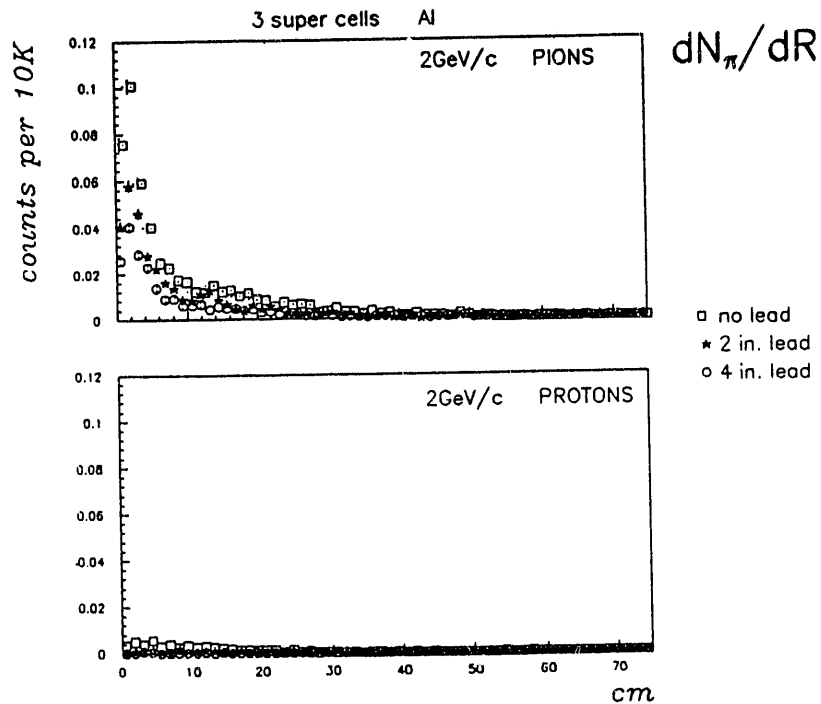 3 super cells Al
counts per 10K
0.12
0.1
0.08
0.06
0.04
0.02
0
2GeV/c PIONS
dNπ/dR
□ no lead
★ 2 in. lead
○ 4 in. lead
0.12
0.1
0.08
0.06
0.04
0.02
0
2GeV/c PROTONS
0 10 20 30 40 50 60 70
cm